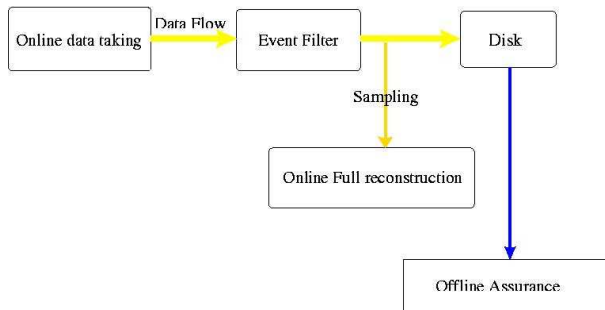 Data Flow
Online data taking
Event Filter
Disk
Sampling
Online Full reconstruction
Offline Assurance